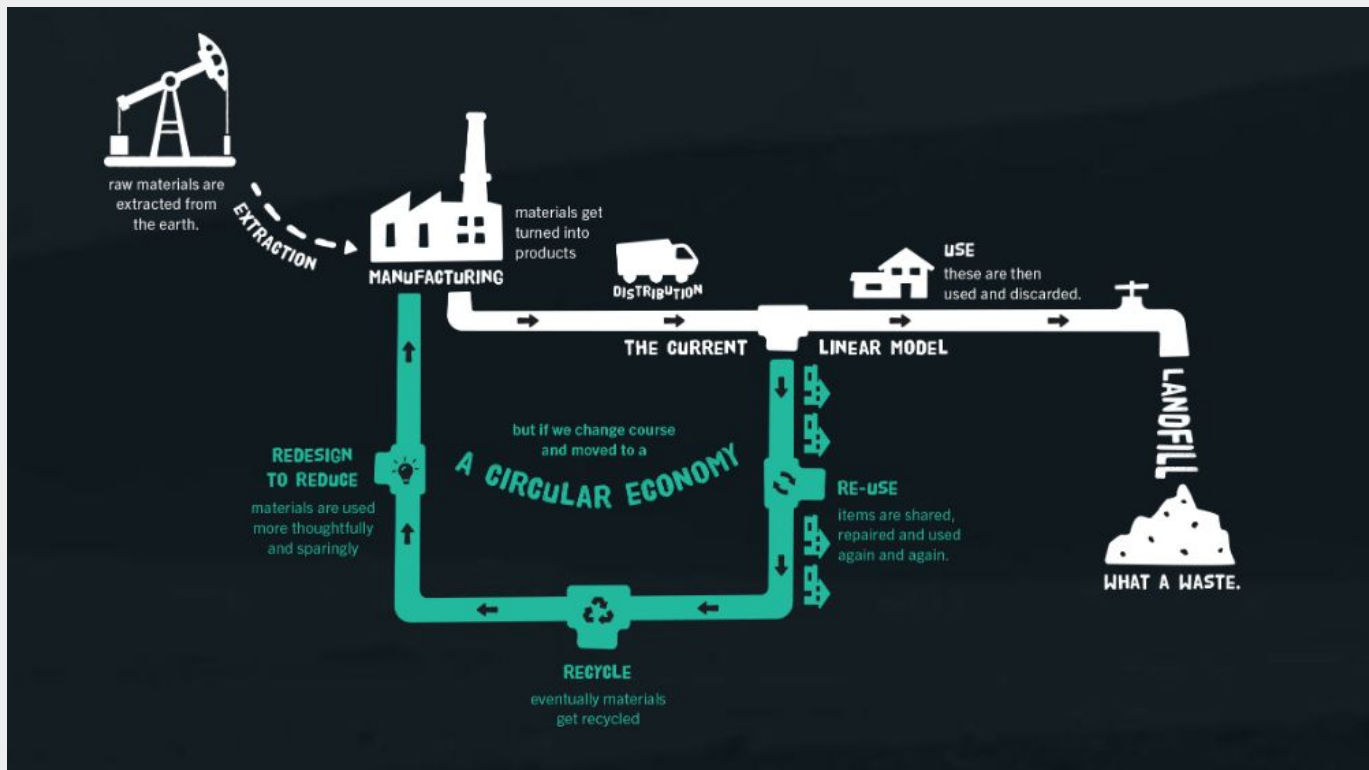 raw materials are
extracted from
the earth.
EXTRACTION
MANUFACTURING
materials get
turned into
products
DISTRIBUTION
USE
these are then
used and discarded.
THE CURRENT LINEAR MODEL
LANDFILL
WHAT A WASTE.
but if we change course
and moved to a
A CIRCULAR ECONOMY
RE-USE
items are shared,
repaired and used
again and again.
RECYCLE
eventually materials
get recycled
REDESIGN
TO REDUCE
materials are used
more thoughtfully
and sparingly